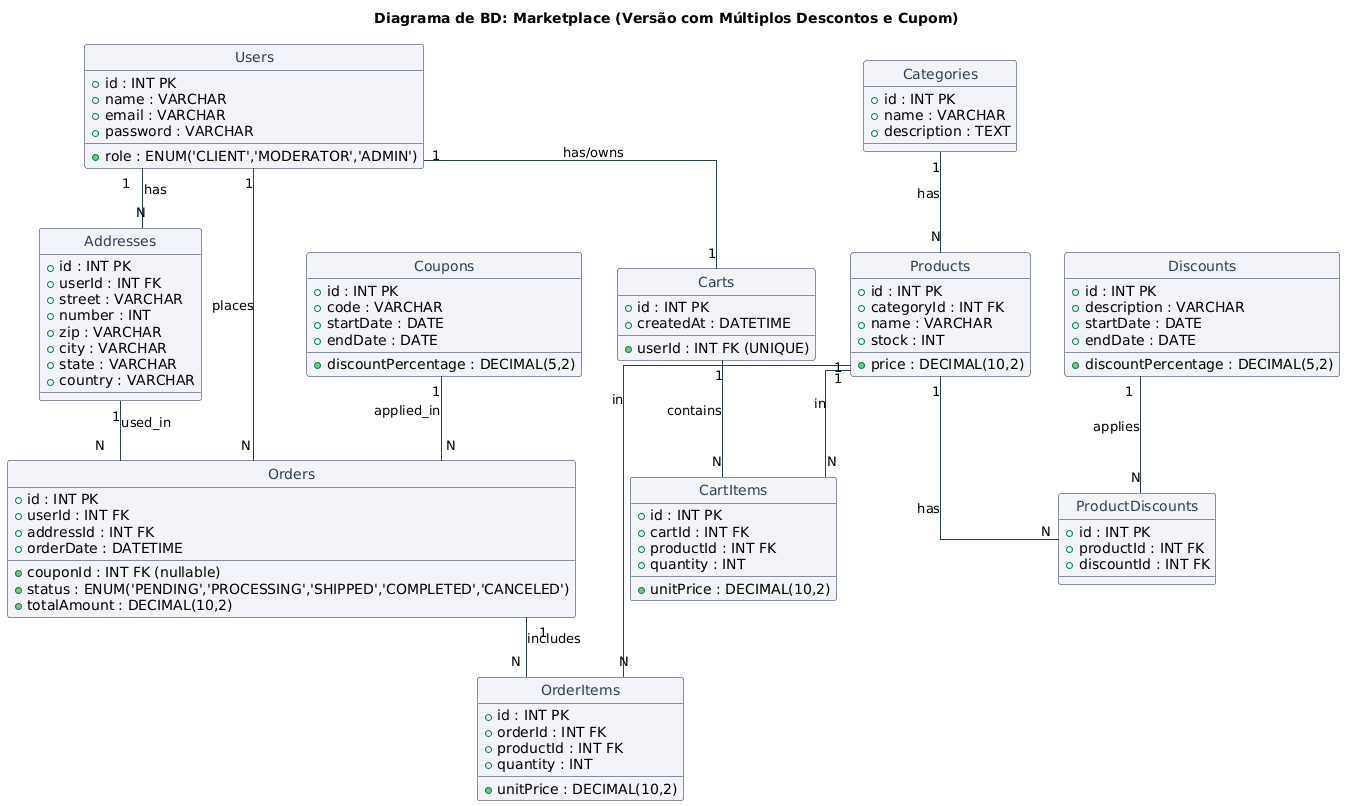 Diagrama de BD: Marketplace (Versão com Múltiplos Descontos e Cupom)
Users
id : INT PK
name : VARCHAR
email : VARCHAR
password : VARCHAR
role : ENUM('CLIENT','MODERATOR','ADMIN')
Categories
id : INT PK
name : VARCHAR
description : TEXT
1
has/owns
1
1
has
N
1
places
N
1
has
N
Addresses
id : INT PK
userId : INT FK
street : VARCHAR
number : INT
zip : VARCHAR
city : VARCHAR
state : VARCHAR
country : VARCHAR
Coupons
id : INT PK
code : VARCHAR
startDate : DATE
endDate : DATE
discountPercentage : DECIMAL(5,2)
Carts
id : INT PK
createdAt : DATETIME
userId : INT FK (UNIQUE)
Products
id : INT PK
categoryId : INT FK
name : VARCHAR
stock : INT
price : DECIMAL(10,2)
Discounts
id : INT PK
description : VARCHAR
startDate : DATE
endDate : DATE
discountPercentage : DECIMAL(5,2)
1
used_in
N
1
applied_in
N
1
in
N
1
contains
N
1
in
N
1
has
N
1
applies
N
Orders
id : INT PK
userId : INT FK
addressId : INT FK
orderDate : DATETIME
couponId : INT FK (nullable)
status : ENUM('PENDING','PROCESSING','SHIPPED','COMPLETED','CANCELED')
totalAmount : DECIMAL(10,2)
CartItems
id : INT PK
cartId : INT FK
productId : INT FK
quantity : INT
unitPrice : DECIMAL(10,2)
ProductDiscounts
id : INT PK
productId : INT FK
discountId : INT FK
1
includes
N
OrderItems
id : INT PK
orderId : INT FK
productId : INT FK
quantity : INT
unitPrice : DECIMAL(10,2)